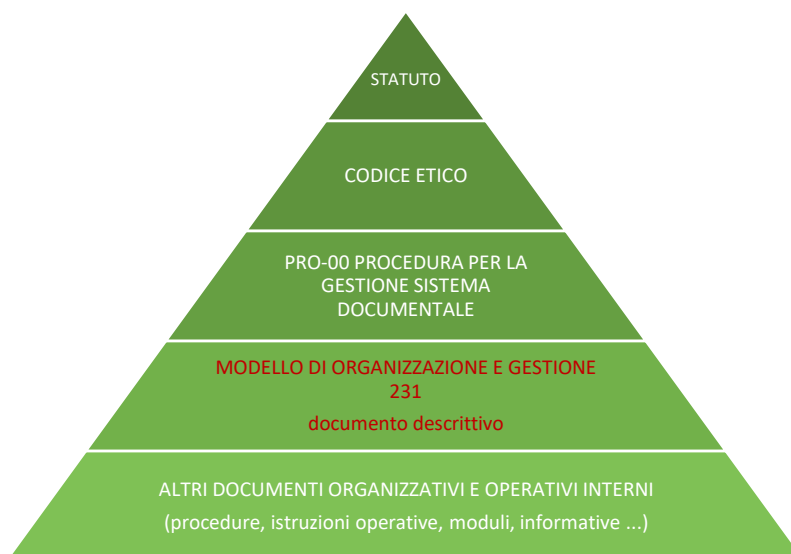 STATUTO
CODICE ETICO
PRO-00 PROCEDURA PER LA
GESTIONE SISTEMA
DOCUMENTALE
MODELLO DI ORGANIZZAZIONE E GESTIONE
231
documento descrittivo
ALTRI DOCUMENTI ORGANIZZATIVI E OPERATIVI INTERNI
(procedure, istruzioni operative, moduli, informative ...)